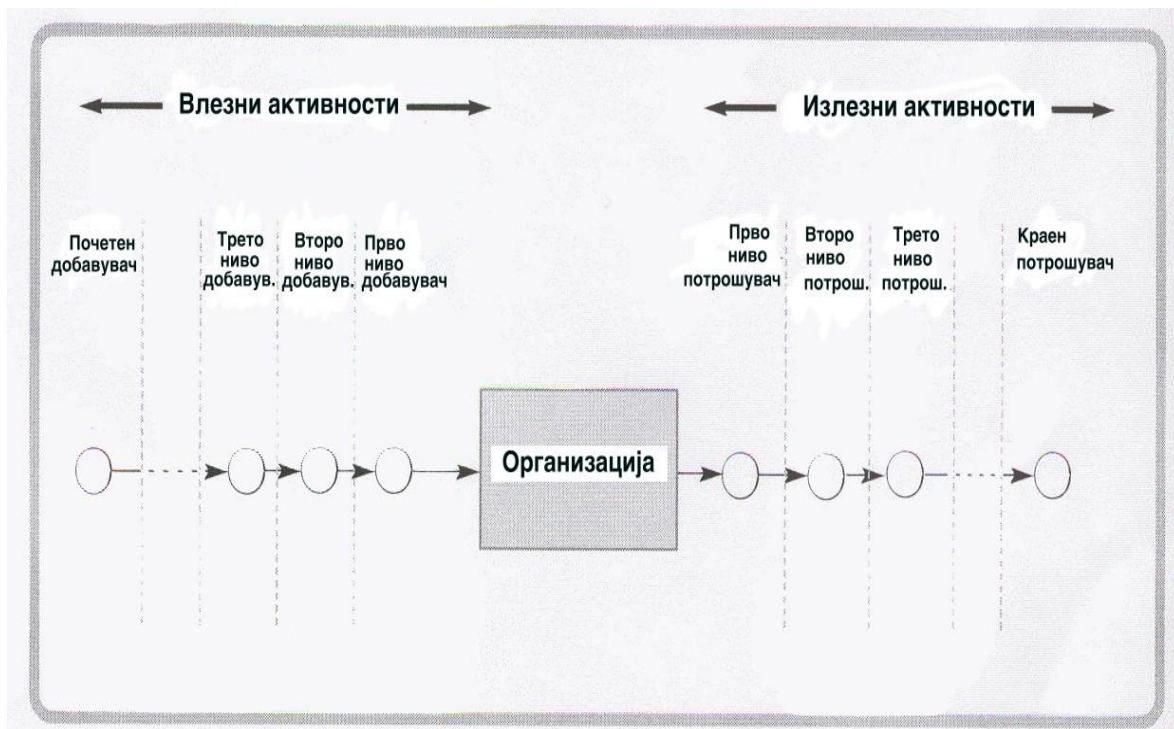 Влезни активности
Излезни активности
Почетен
добавувач
Трето
ниво
добавув.
Второ
ниво
добавув.
Прво
ниво
добавувач
Прво
ниво
потрошувач
Второ
ниво
потрош.
Трето
ниво
потрош.
Краен
потрошувач
Организација